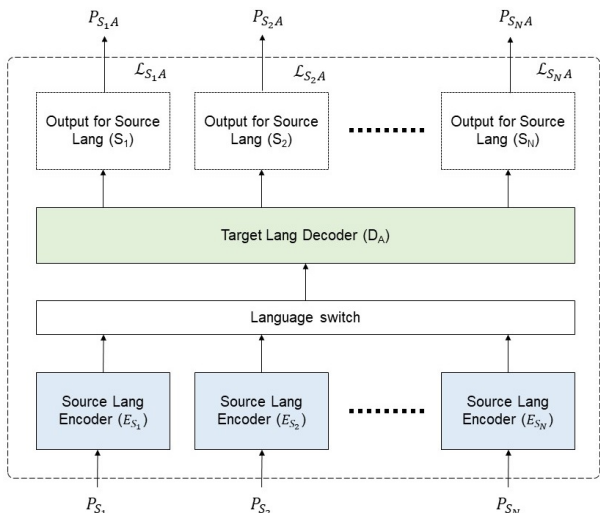 P_{S_1A} P_{S_2A} P_{S_NA}
ℒ_{S_1A} ℒ_{S_2A} ℒ_{S_NA}
Output for Source Lang (S₁)
Output for Source Lang (S₂)
Output for Source Lang (S_N)
Target Lang Decoder (D_A)
Language switch
Source Lang Encoder (E_{S_1})
Source Lang Encoder (E_{S_2})
Source Lang Encoder (E_{S_N})
P_{S_1} P_{S_2} P_{S_N}